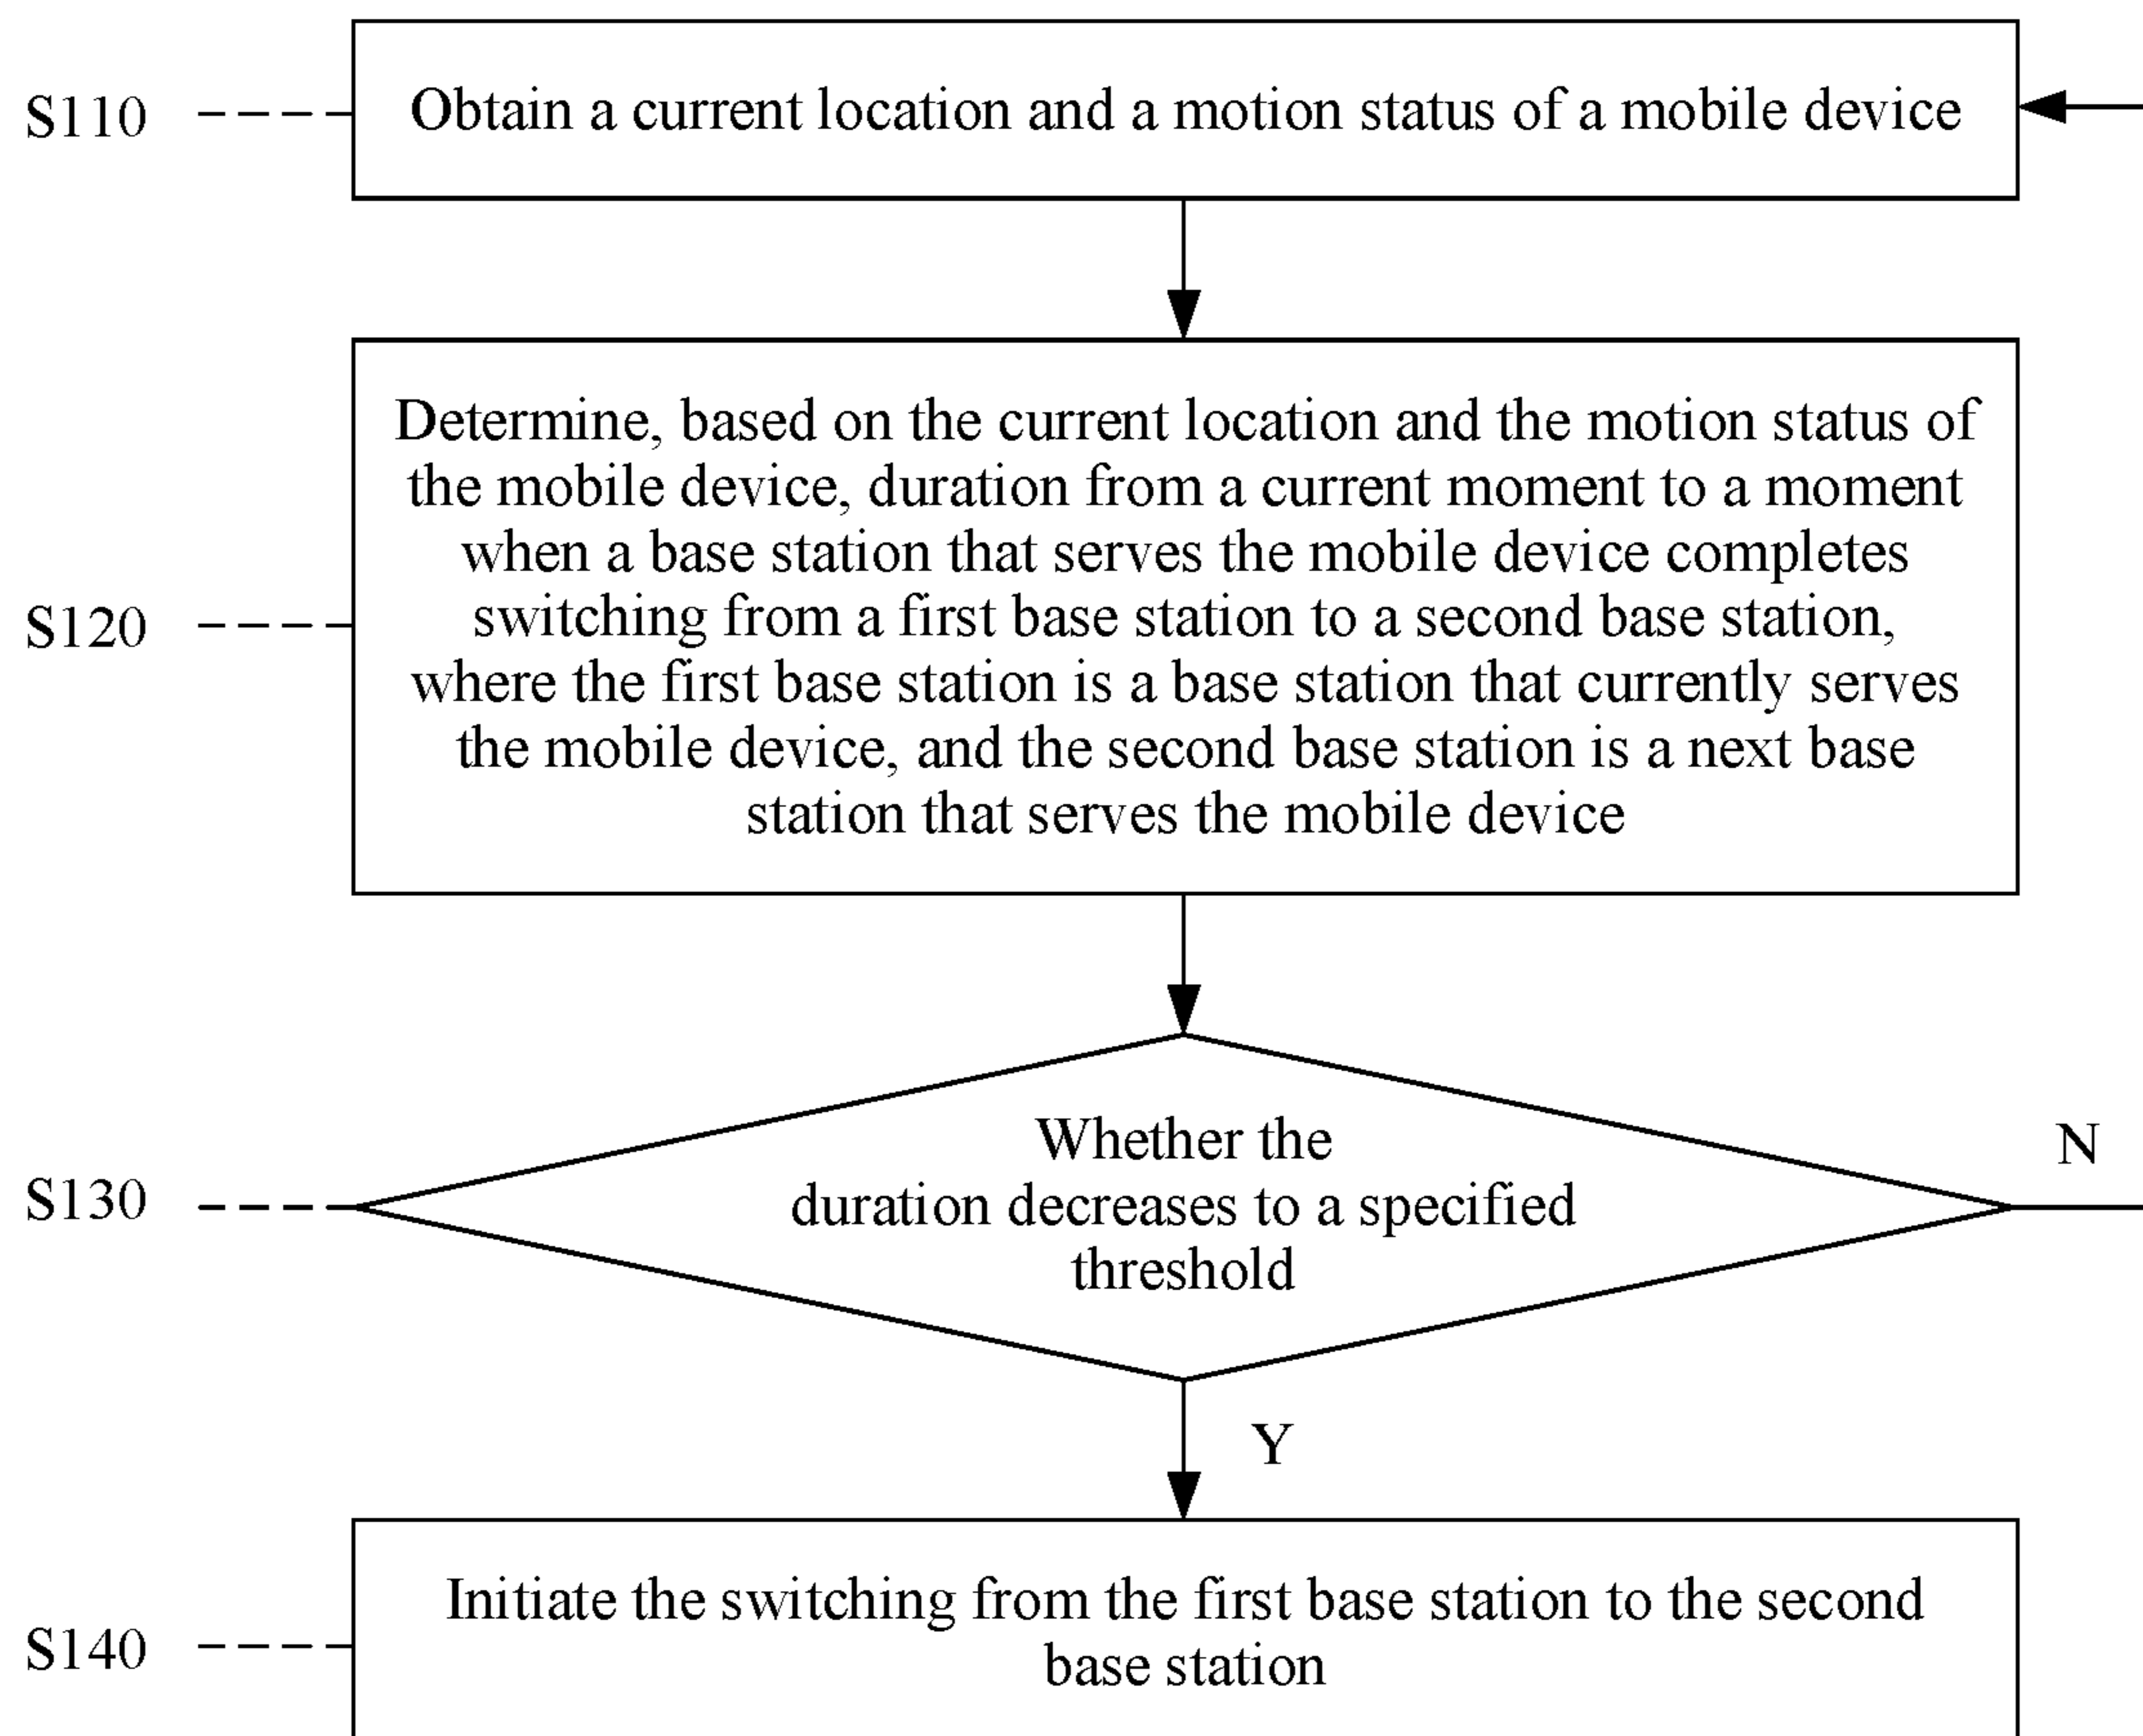 S110
Obtain a current location and a motion status of a mobile device
Determine, based on the current location and the motion status of
the mobile device, duration from a current moment to a moment
when a base station that serves the mobile device completes
S120
switching from a first base station to a second base station,
where the first base station is a base station that currently serves
the mobile device, and the second base station is a next base
station that serves the mobile device
Whether the
N
S130
duration decreases to a specified
threshold
Y
Initiate the switching from the first base station to the second
S140
base station